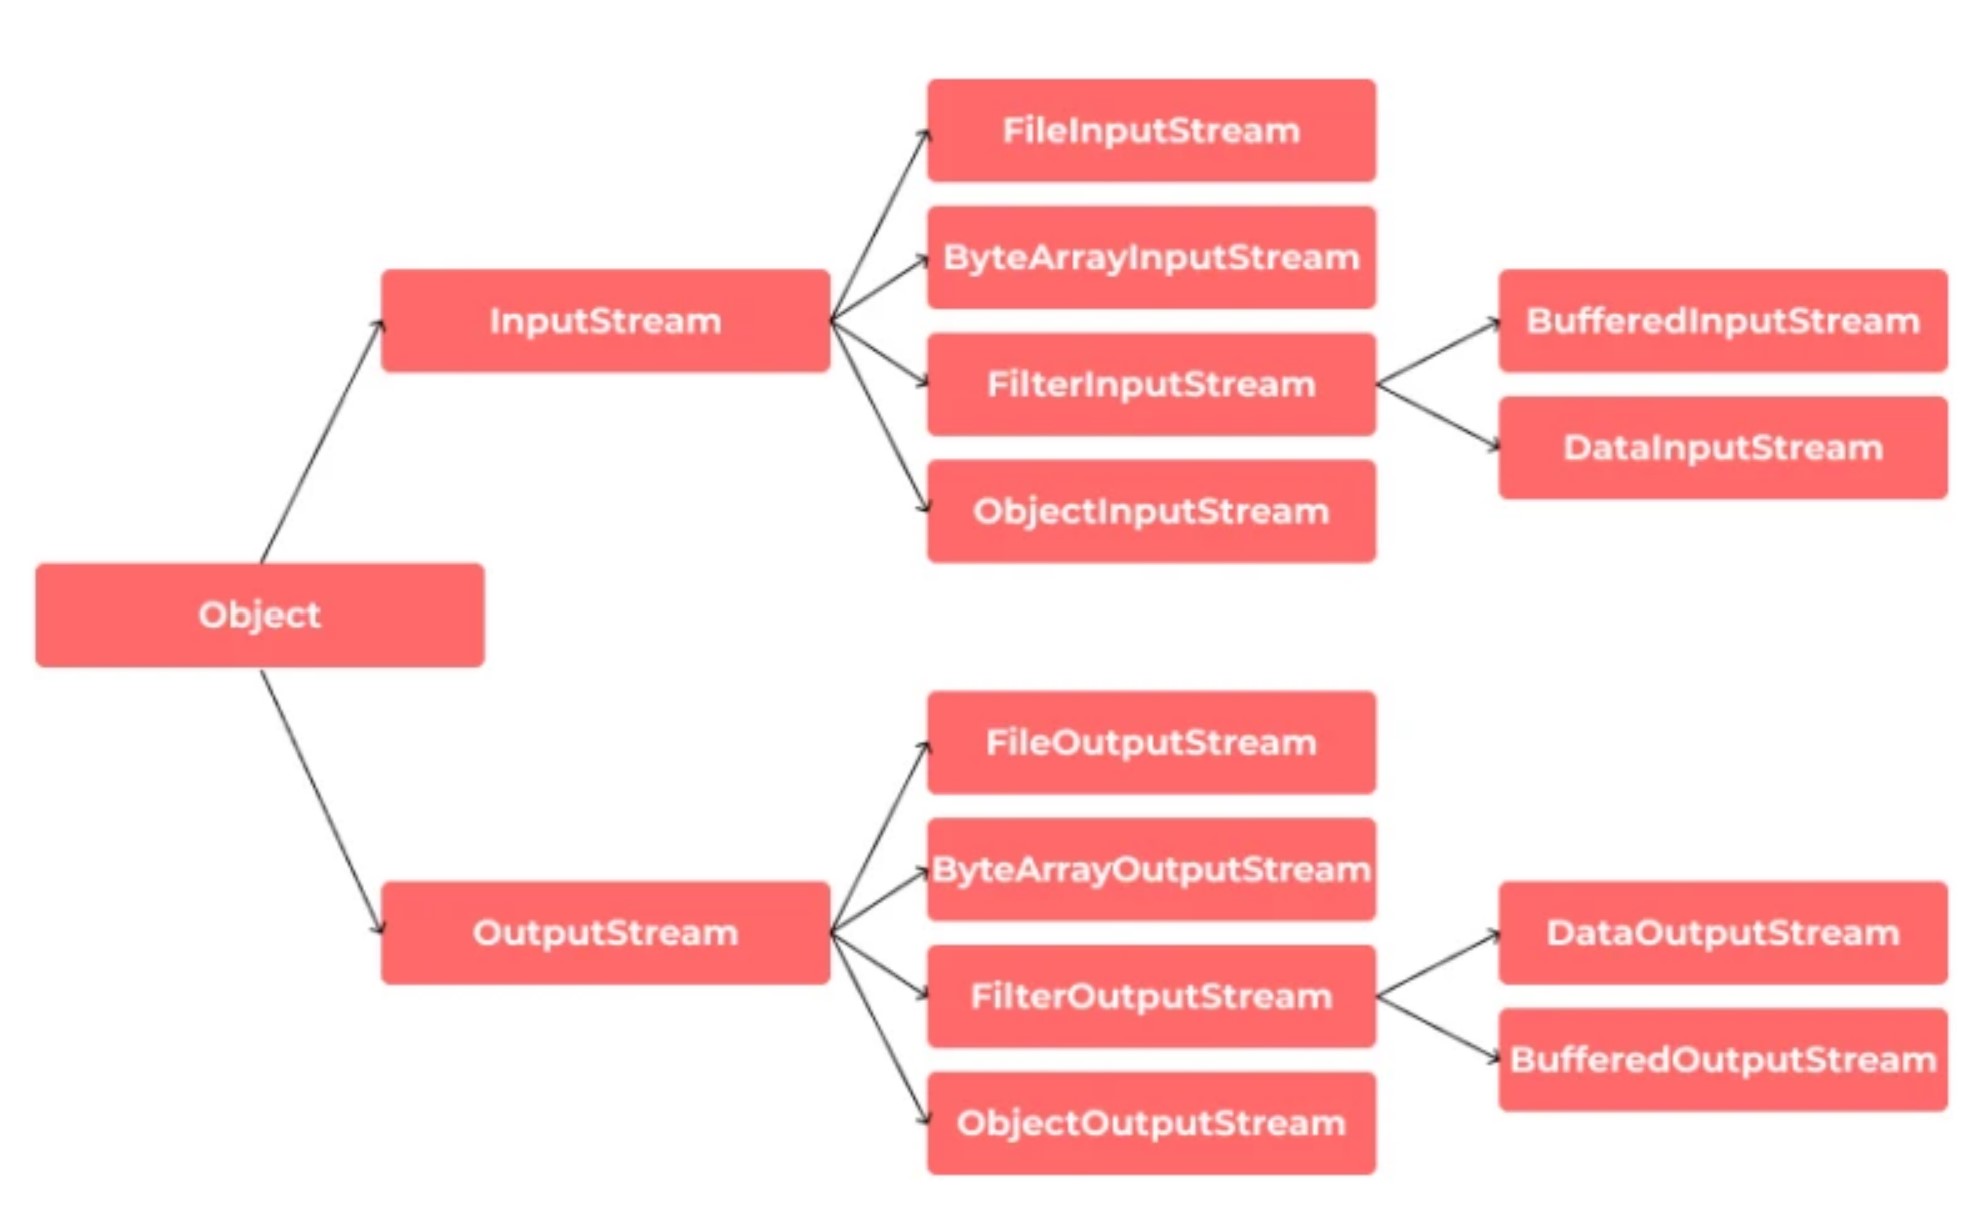 FileInputStream
ByteArrayInputStream
InputStream
BufferedInputStream
FilterInputStream
DataInputStream
ObjectInputStream
Object
FileOutputStream
ByteArrayOutputStream
OutputStream
DataOutputStream
FilterOutputStream
BufferedOutputStream
ObjectOutputStream